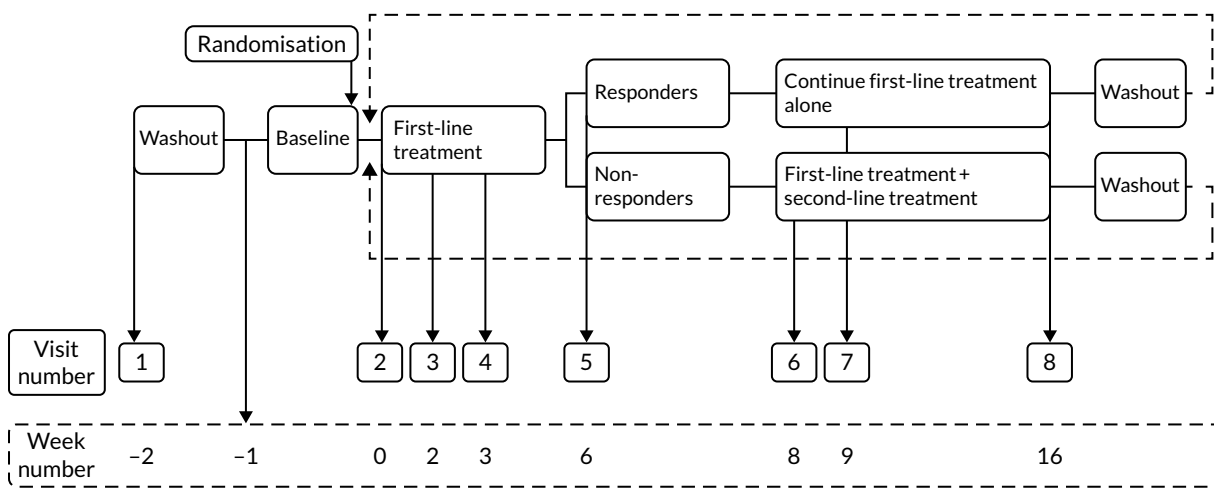 Randomisation
Washout
Baseline
First-line
treatment
Responders
Continue first-line treatment
alone
Washout
Non-
responders
First-line treatment +
second-line treatment
Washout
Visit
number
1
2
3
4
5
6
7
8
Week
number
–2
–1
0
2
3
6
8
9
16